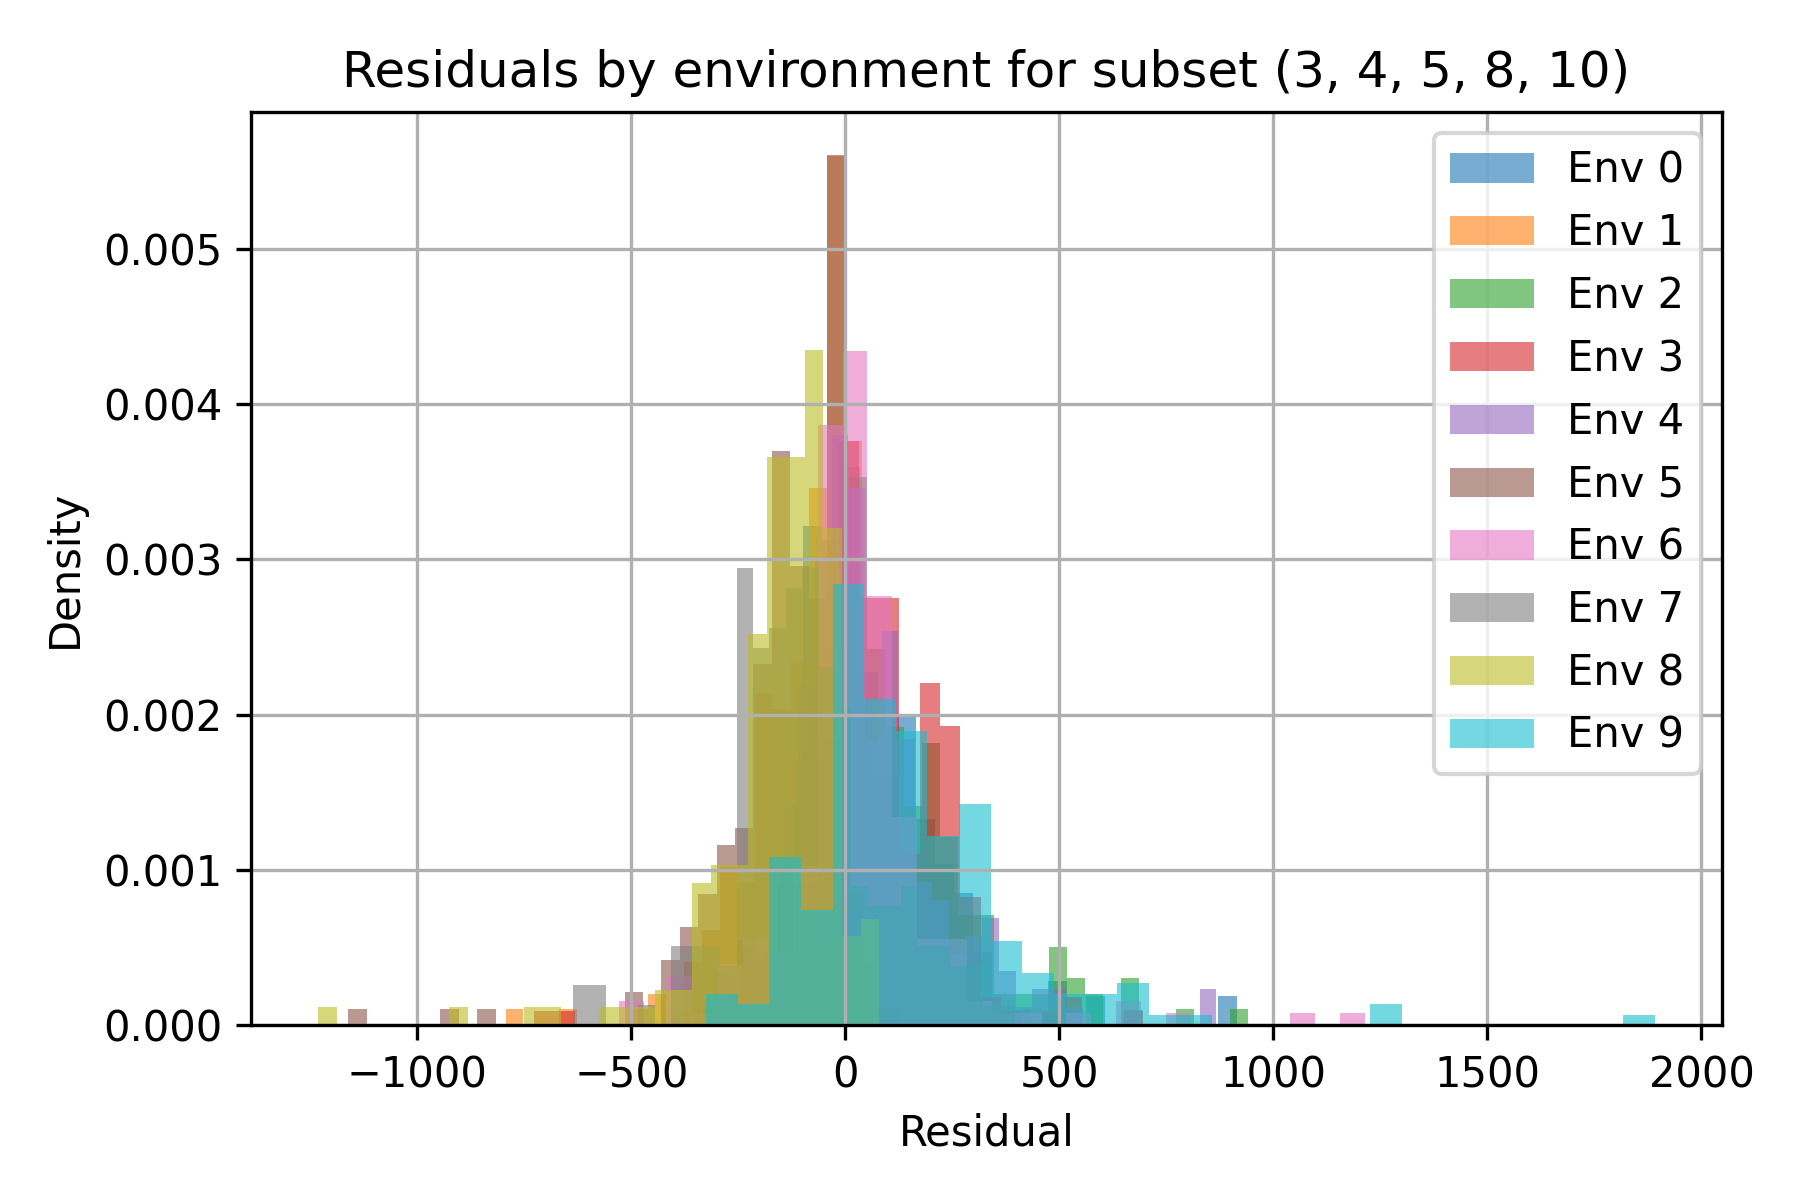 Residuals by environment for subset (3, 4, 5, 8, 10)
Env 0
Env 1
Env 2
Env 3
Env 4
Env 5
Env 6
Env 7
Env 8
Env 9
Density
0.005
0.004
0.003
0.002
0.001
0.000
−1000 −500 0 500 1000 1500 2000
Residual